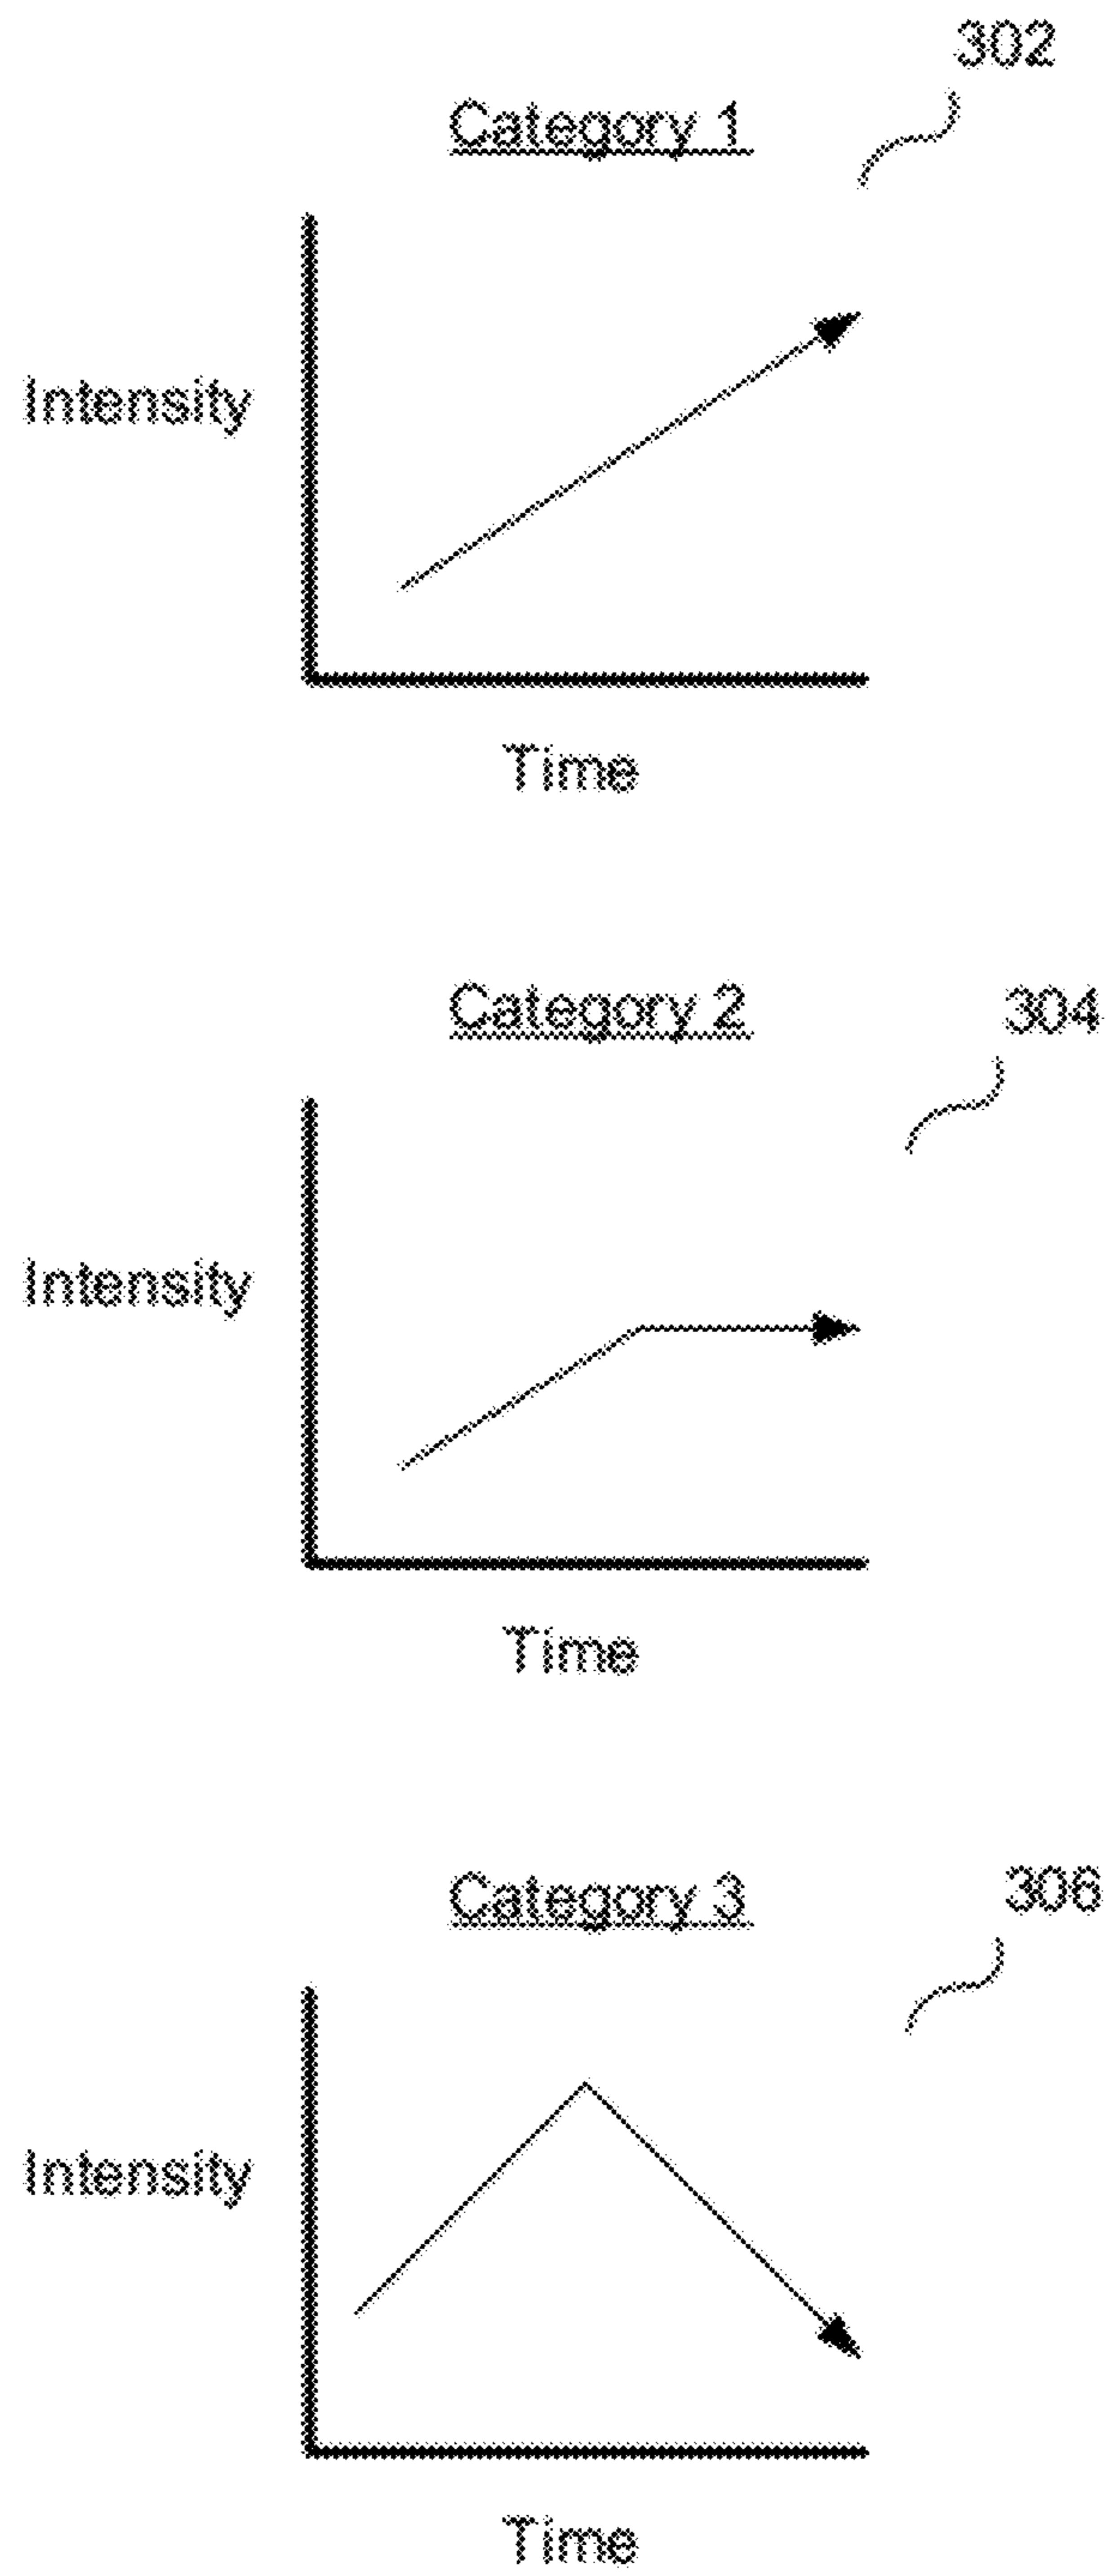 302
Category 1
Intensity
Time
304
Category 2
Intensity
Time
306
Category 3
Intensity
Time